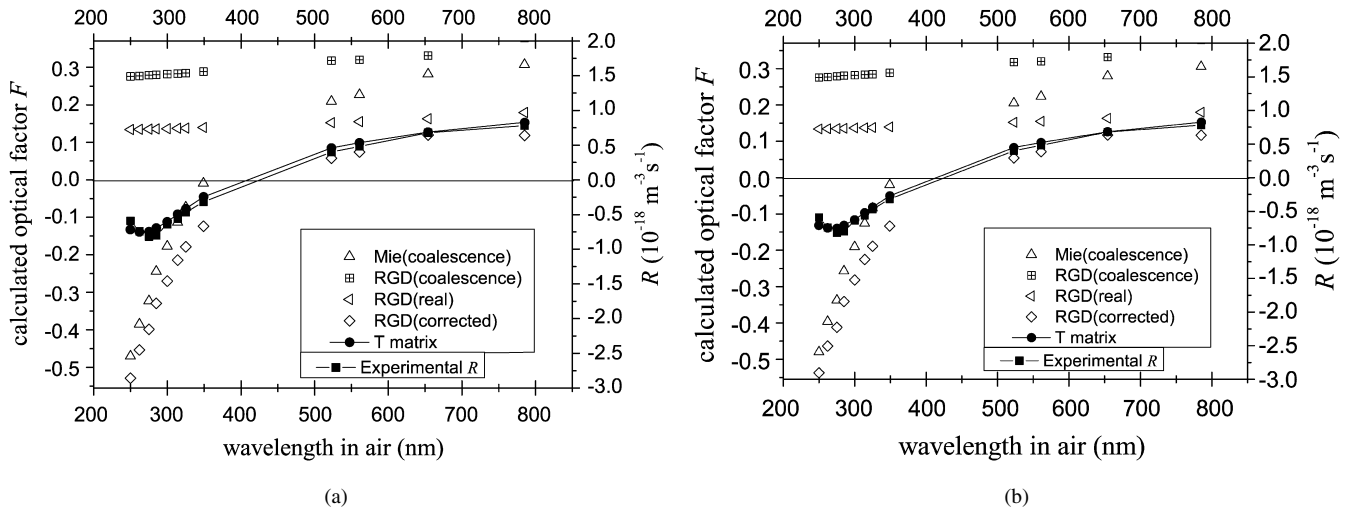 200 300 400 500 600 700 800
0.3
0.2
0.1
0.0
-0.1
-0.2
-0.3
-0.4
-0.5
calculated optical factor F
2.0
1.5
1.0
0.5
0.0
-0.5
-1.0
-1.5
-2.0
-2.5
-3.0
R (10⁻¹⁸ m⁻³ s⁻¹)
Mie(coalescence)
RGD(coalescence)
RGD(real)
RGD(corrected)
T matrix
Experimental R
200 300 400 500 600 700 800
wavelength in air (nm)
(a)
200 300 400 500 600 700 800
0.3
0.2
0.1
0.0
-0.1
-0.2
-0.3
-0.4
-0.5
calculated optical factor F
2.0
1.5
1.0
0.5
0.0
-0.5
-1.0
-1.5
-2.0
-2.5
-3.0
R (10⁻¹⁸ m⁻³ s⁻¹)
Mie(coalescence)
RGD(coalescence)
RGD(real)
RGD(corrected)
T matrix
Experimental R
200 300 400 500 600 700 800
wavelength in air (nm)
(b)